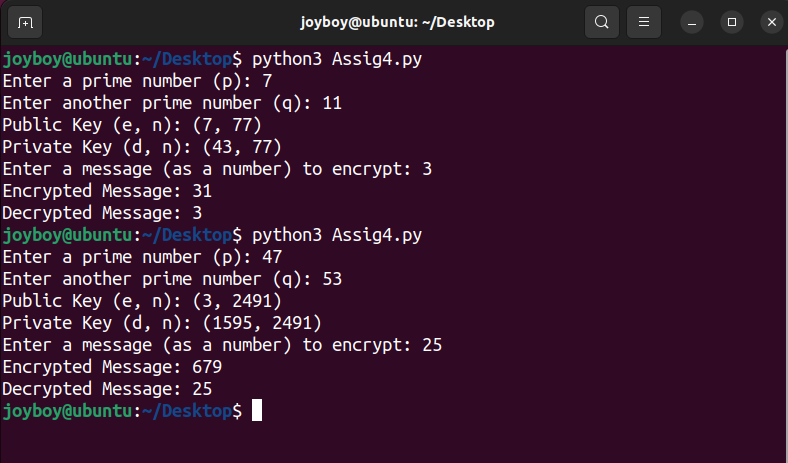 joyboy@ubuntu: ~/Desktop
joyboy@ubuntu:~/Desktop$ python3 Assig4.py
Enter a prime number (p): 7
Enter another prime number (q): 11
Public Key (e, n): (7, 77)
Private Key (d, n): (43, 77)
Enter a message (as a number) to encrypt: 3
Encrypted Message: 31
Decrypted Message: 3
joyboy@ubuntu:~/Desktop$ python3 Assig4.py
Enter a prime number (p): 47
Enter another prime number (q): 53
Public Key (e, n): (3, 2491)
Private Key (d, n): (1595, 2491)
Enter a message (as a number) to encrypt: 25
Encrypted Message: 679
Decrypted Message: 25
joyboy@ubuntu:~/Desktop$